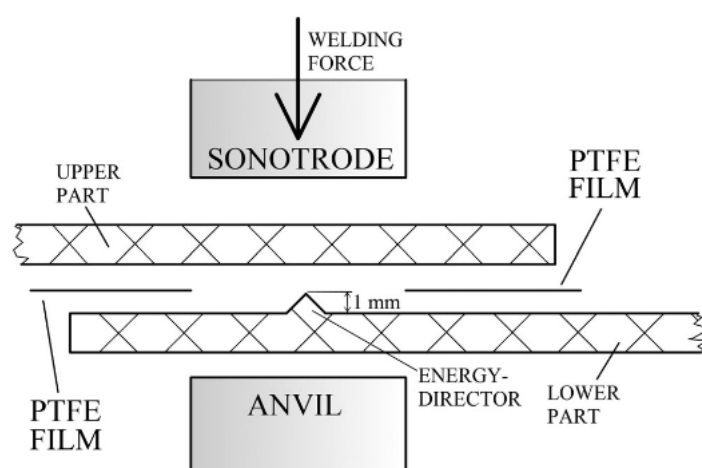 WELDING
FORCE
SONOTRODE
UPPER
PART
PTFE
FILM
1 mm
PTFE
FILM
ANVIL
ENERGY-
DIRECTOR
LOWER
PART